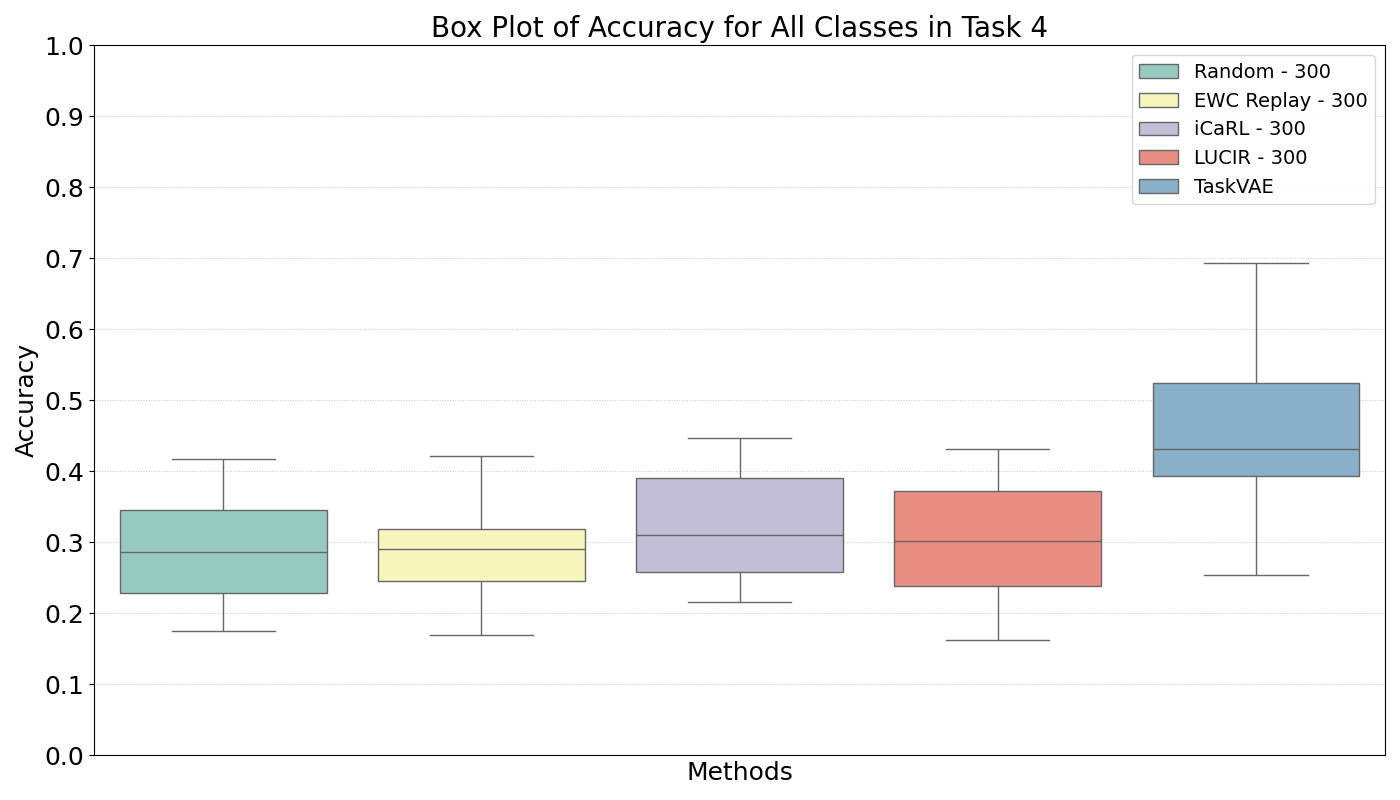 Box Plot of Accuracy for All Classes in Task 4
1.0
0.9
0.8
0.7
0.6
0.5
0.4
0.3
0.2
0.1
0.0
Accuracy
Methods
Random - 300
EWC Replay - 300
iCaRL - 300
LUCIR - 300
TaskVAE